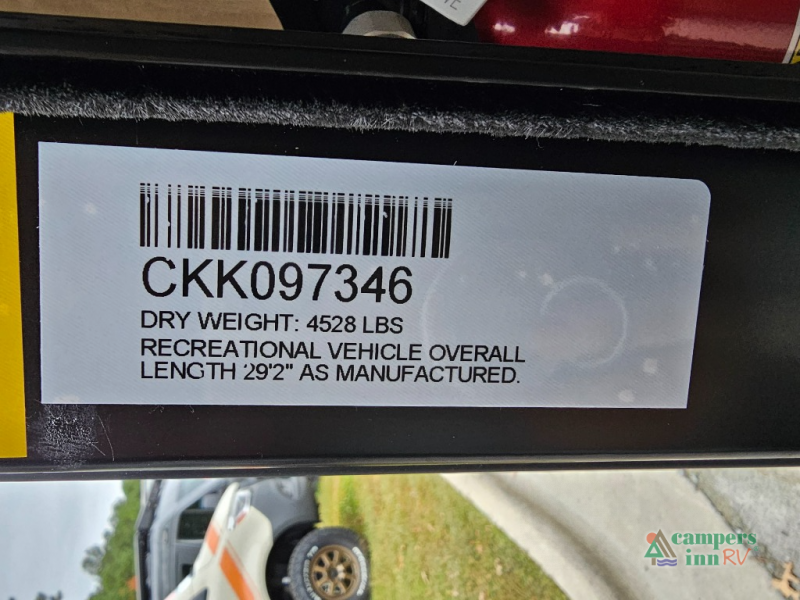 CKK097346
DRY WEIGHT: 4528 LBS
RECREATIONAL VEHICLE OVERALL
LENGTH 29'2" AS MANUFACTURED.
campers
inn RV